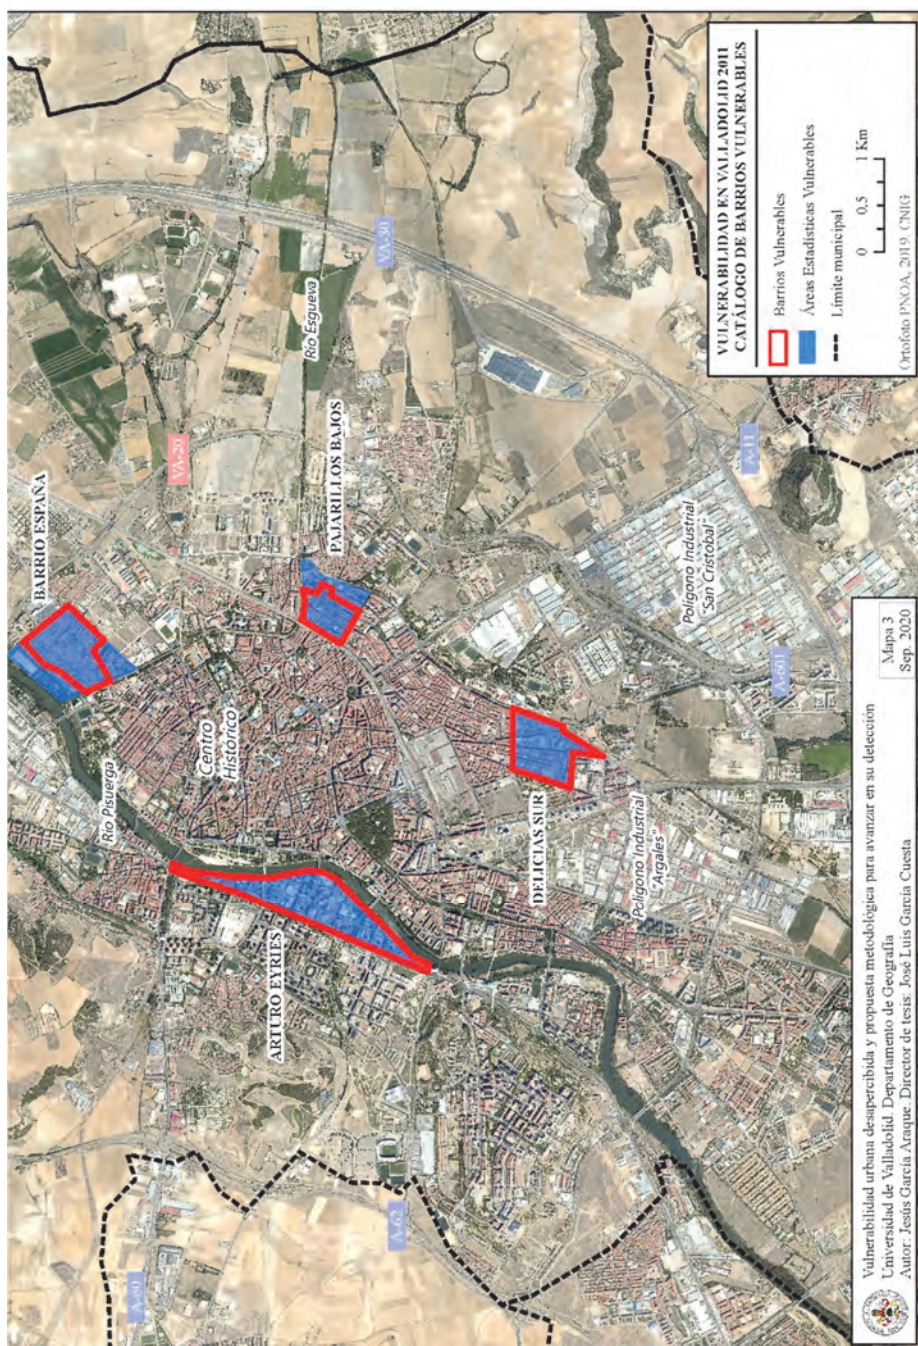 VULNERABILIDAD EN VALLADOLID 2011
CATÁLOGO DE BARRIOS VULNERABLES
Barrios Vulnerables
Áreas Estadísticas Vulnerables
Límite municipal
0
0,5
1 Km
Ortofoto PNOA, 2019. CNIG
BARRIO ESPAÑA
VA-20
Río Esgueva
VA-30
PAJARILLOS BAJOS
Río Pisuerga
Centro
Histórico
ARTURO EYRIES
DELICIAS SUR
Polígono Industrial
"San Cristobal"
A-11
A-601
Polígono Industrial
"Argales"
A-60
A-62
Vulnerabilidad urbana desapercibida y propuesta metodológica para avanzar en su detección
Universidad de Valladolid. Departamento de Geografía
Autor: Jesús García Araque. Director de tesis: José Luis García Cuesta
Mapa 3
Sep. 2020